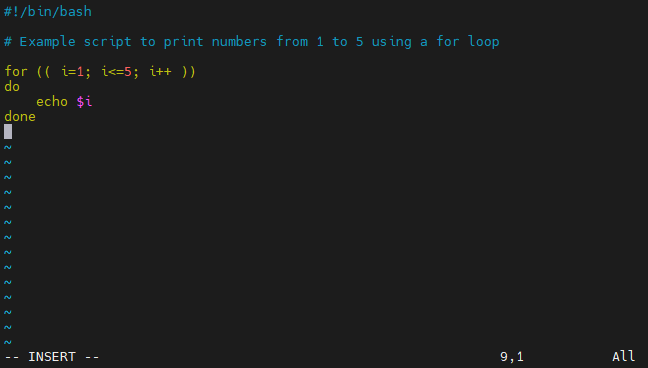 #!/bin/bash

# Example script to print numbers from 1 to 5 using a for loop

for (( i=1; i<=5; i++ ))
do
    echo $i
done

~
~
~
~
~
~
~
~
~
~
~
~
~
~
-- INSERT --                                                  9,1           All